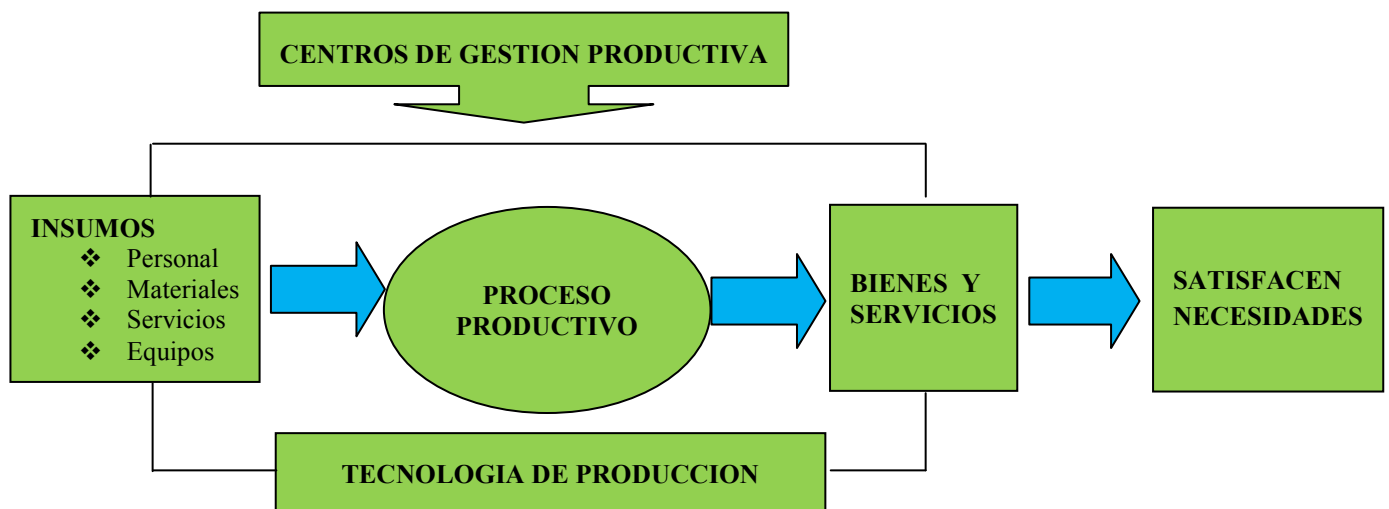 CENTROS DE GESTION PRODUCTIVA
INSUMOS
❖ Personal
❖ Materiales
❖ Servicios
❖ Equipos
PROCESO
PRODUCTIVO
BIENES Y
SERVICIOS
SATISFACEN
NECESIDADES
TECNOLOGIA DE PRODUCCION